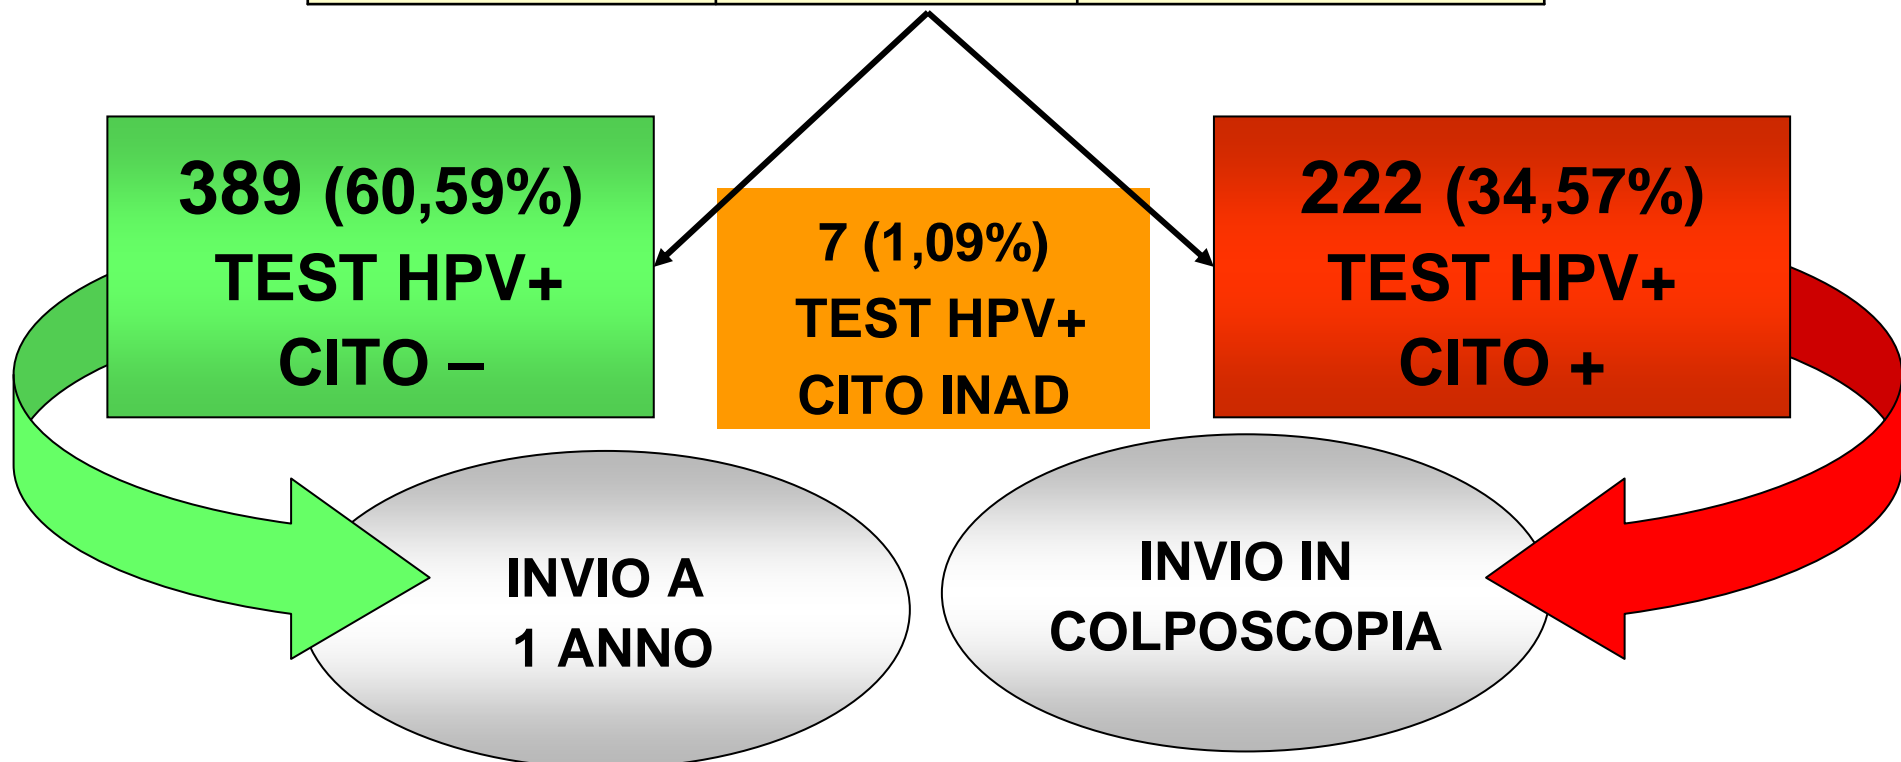 389 (60,59%)
TEST HPV+
CITO –
7 (1,09%)
TEST HPV+
CITO INAD
222 (34,57%)
TEST HPV+
CITO +
INVIO A
1 ANNO
INVIO IN
COLPOSCOPIA